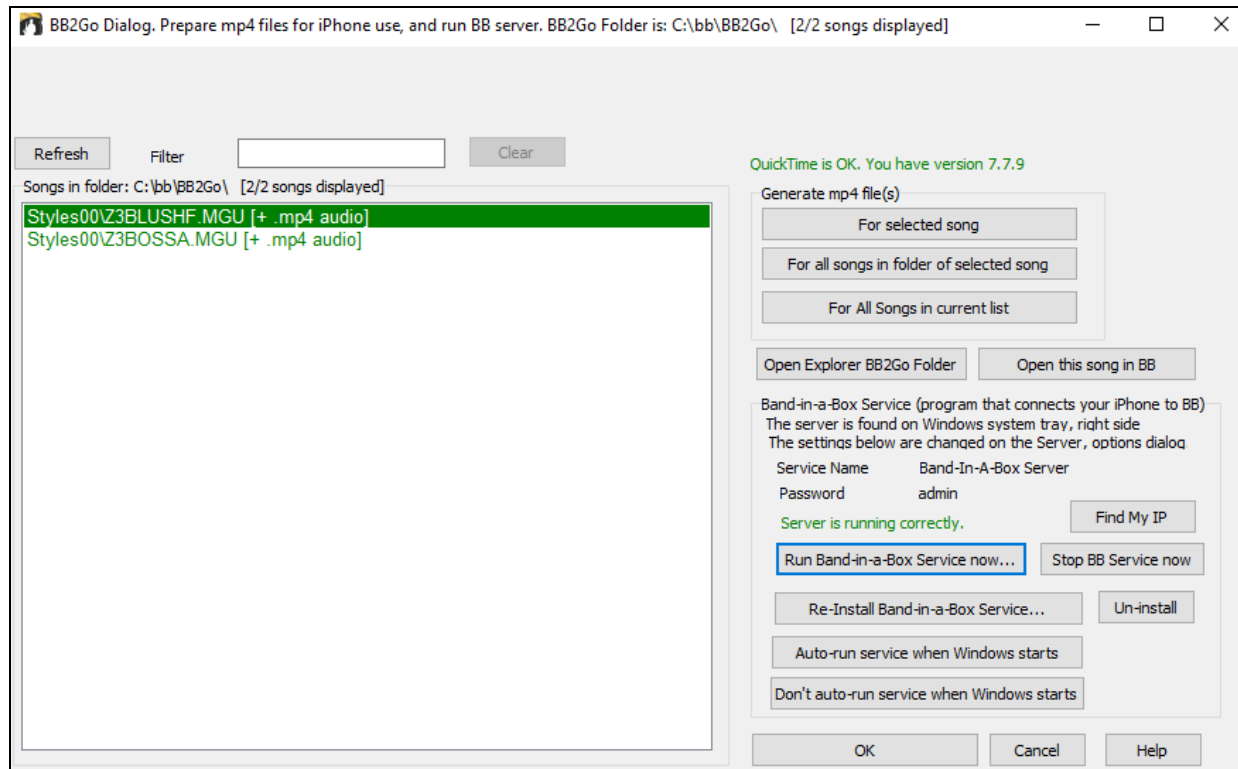 BB2Go Dialog. Prepare mp4 files for iPhone use, and run BB server. BB2Go Folder is: C:\bb\BB2Go\ [2/2 songs displayed]
Refresh Filter Clear
QuickTime is OK. You have version 7.7.9
Songs in folder: C:\bb\BB2Go\ [2/2 songs displayed]
Styles00\Z3BLUSHF.MGU [+ .mp4 audio]
Styles00\Z3BOSSA.MGU [+ .mp4 audio]
Generate mp4 file(s)
For selected song
For all songs in folder of selected song
For All Songs in current list
Open Explorer BB2Go Folder Open this song in BB
Band-in-a-Box Service (program that connects your iPhone to BB)
The server is found on Windows system tray, right side
The settings below are changed on the Server, options dialog
Service Name Band-In-A-Box Server
Password admin
Server is running correctly. Find My IP
Run Band-in-a-Box Service now... Stop BB Service now
Re-Install Band-in-a-Box Service... Un-install
Auto-run service when Windows starts
Don't auto-run service when Windows starts
OK Cancel Help